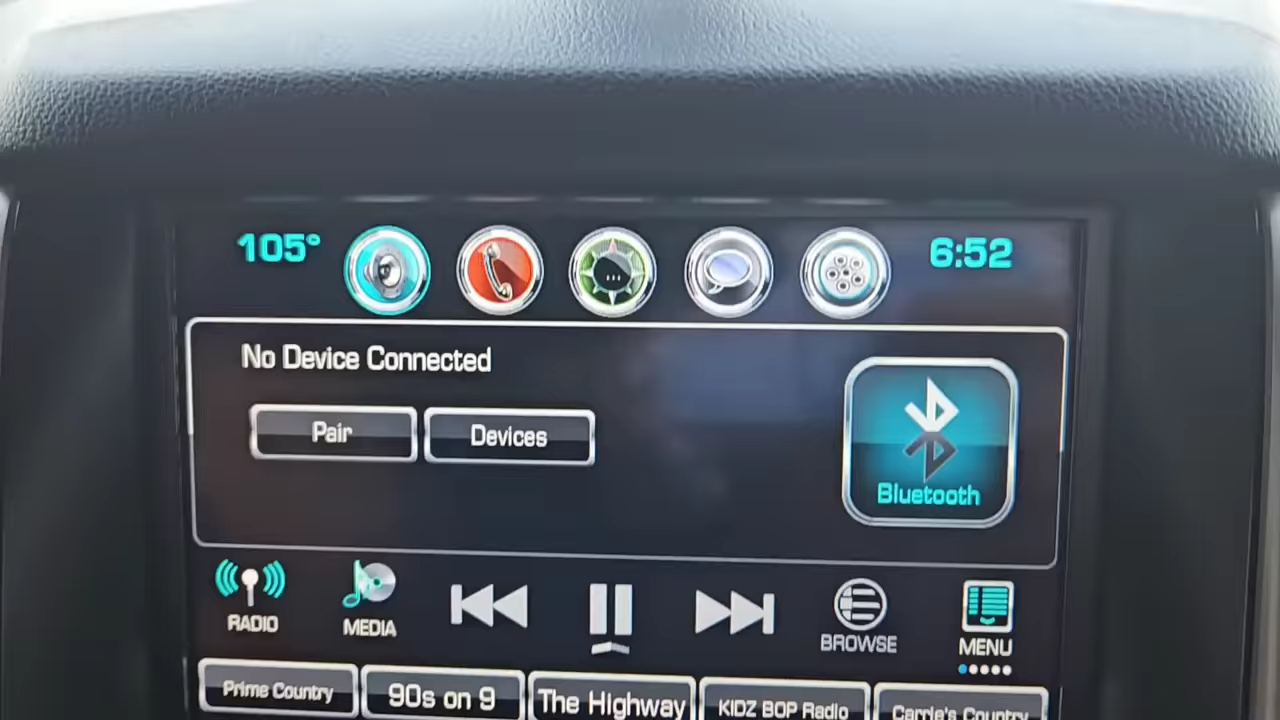 105° 6:52
No Device Connected
Pair Devices
Bluetooth
RADIO MEDIA BROWSE MENU
Prime Country 90s on 9 The Highway KIDZ BOP Radio Carrie's Country